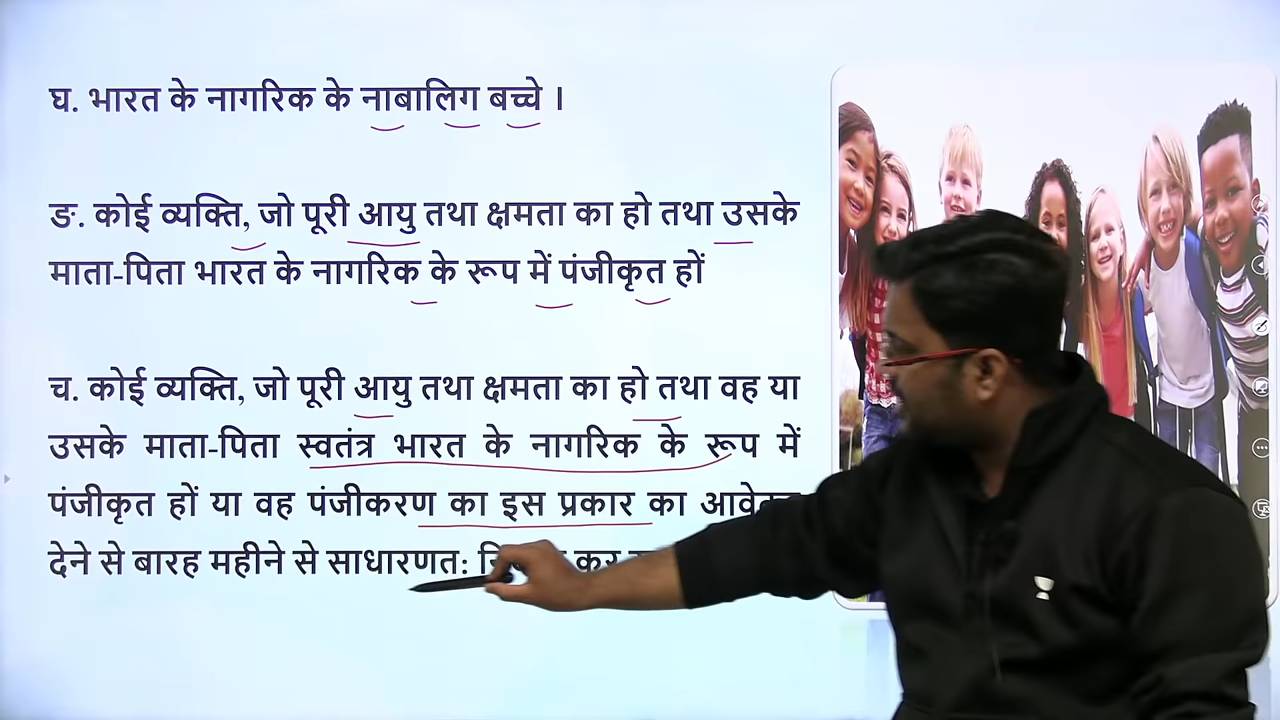 घ. भारत के नागरिक के नाबालिग बच्चे ।
ङ. कोई व्यक्ति, जो पूरी आयु तथा क्षमता का हो तथा उसके
माता-पिता भारत के नागरिक के रूप में पंजीकृत हों
च. कोई व्यक्ति, जो पूरी आयु तथा क्षमता का हो तथा वह या
उसके माता-पिता स्वतंत्र भारत के नागरिक के रूप में
पंजीकृत हों या वह पंजीकरण का इस प्रकार का
देने से बारह महीने से साधारणत: कर